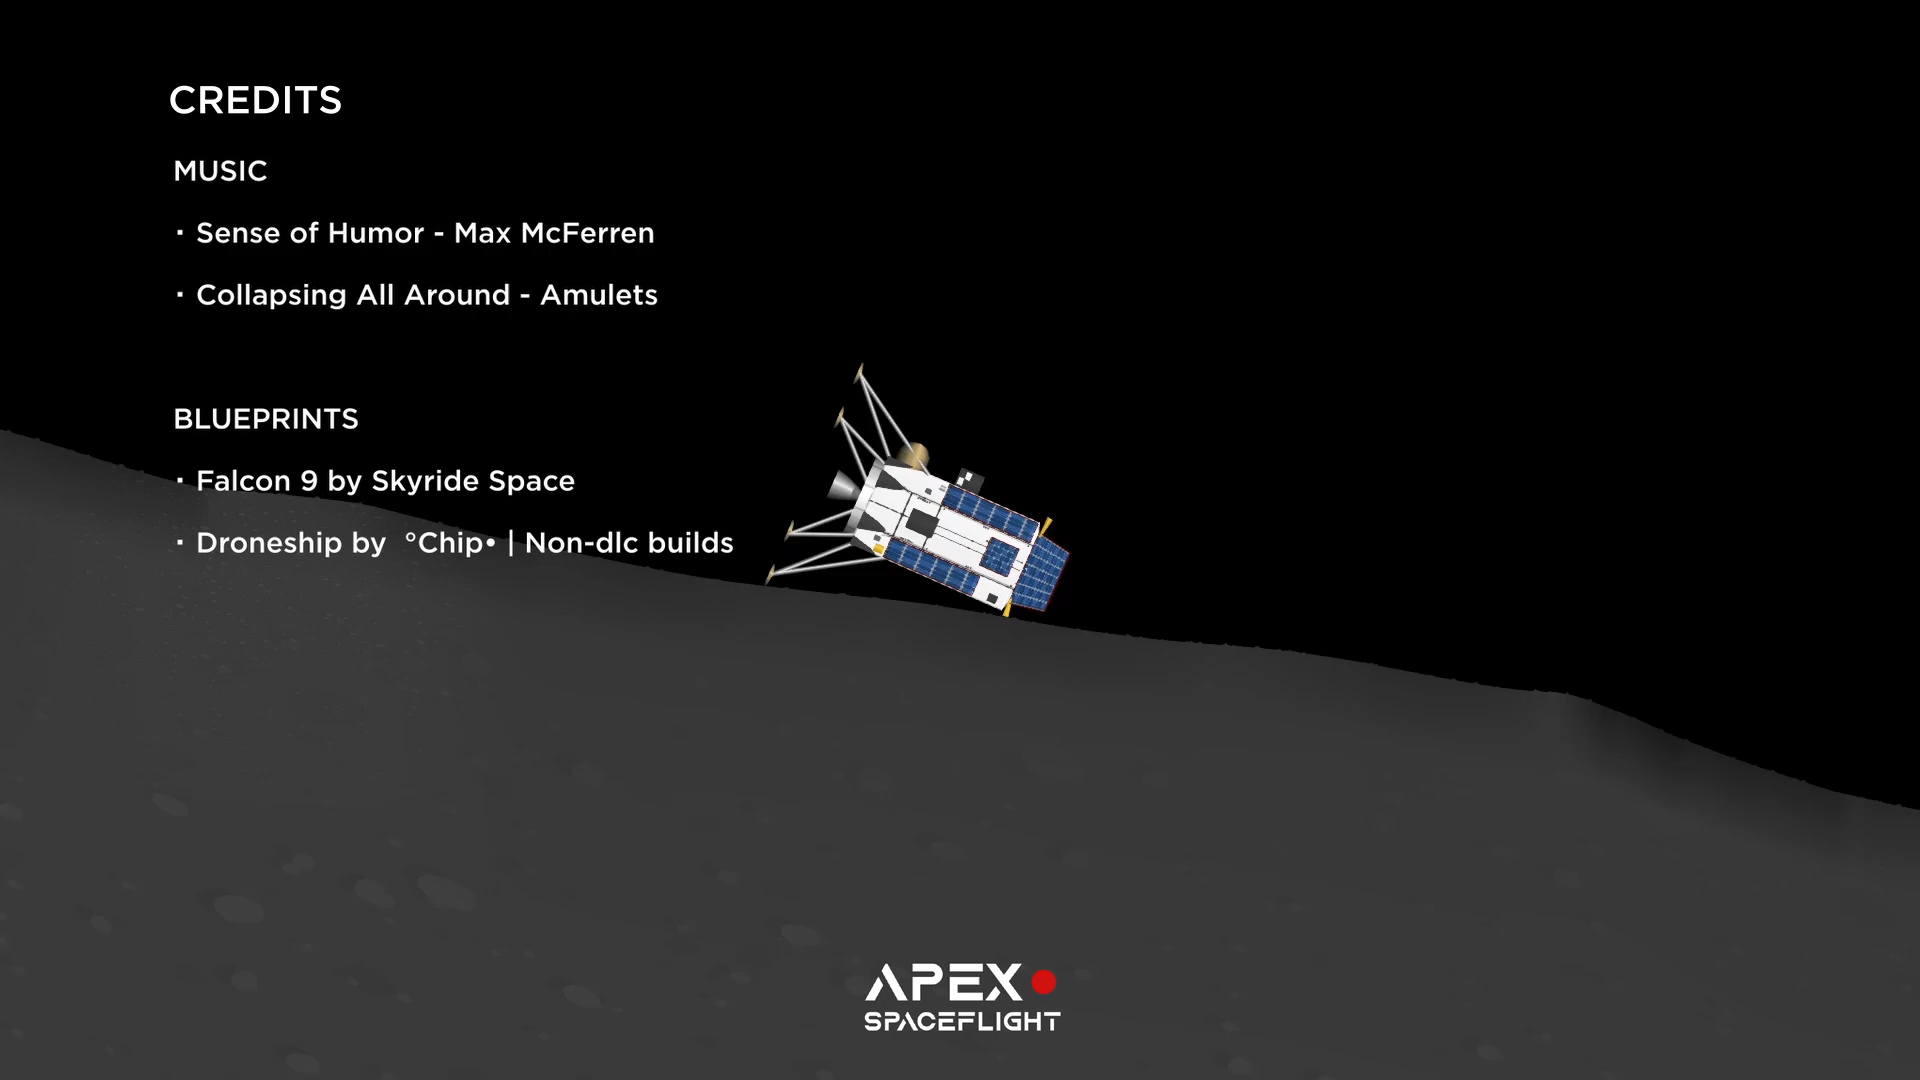 CREDITS
MUSIC
· Sense of Humor - Max McFerren
· Collapsing All Around - Amulets
BLUEPRINTS
· Falcon 9 by Skyride Space
· Droneship by  °Chip• | Non-dlc builds
APEX
SPACEFLIGHT